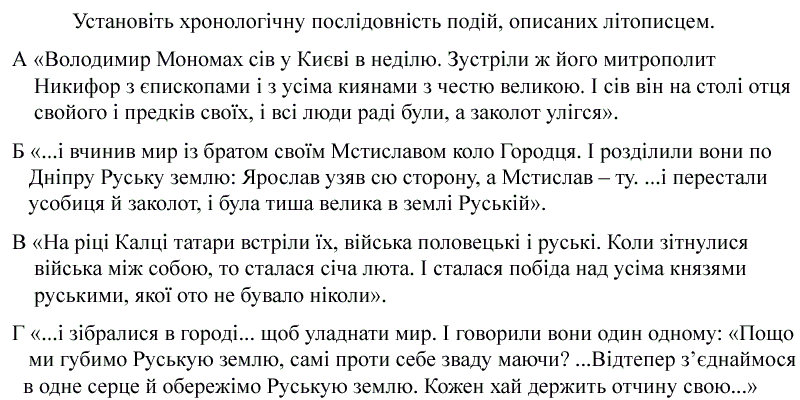 Установіть хронологічну послідовність подій, описаних літописцем.
А «Володимир Мономах сів у Києві в неділю. Зустріли ж його митрополит
Никифор з єпископами і з усіма киянами з честю великою. І сів він на столі отця
свойого і предків своїх, і всі люди раді були, а заколот улігся».
Б «...і вчинив мир із братом своїм Мстиславом коло Городця. І розділили вони по
Дніпру Руську землю: Ярослав узяв сю сторону, а Мстислав – ту. ...і перестали
усобиця й заколот, і була тиша велика в землі Руській».
В «На ріці Калці татари встріли їх, війська половецькі і руські. Коли зітнулися
війська між собою, то сталася січа люта. І сталася побіда над усіма князями
руськими, якої ото не бувало ніколи».
Г «...і зібралися в городі... щоб уладнати мир. І говорили вони один одному: «Пощо
ми губимо Руськую землю, самі проти себе зваду маючи? ...Відтепер з’єднаймося
в одне серце й обережімо Руськую землю. Кожен хай держить отчину свою...»